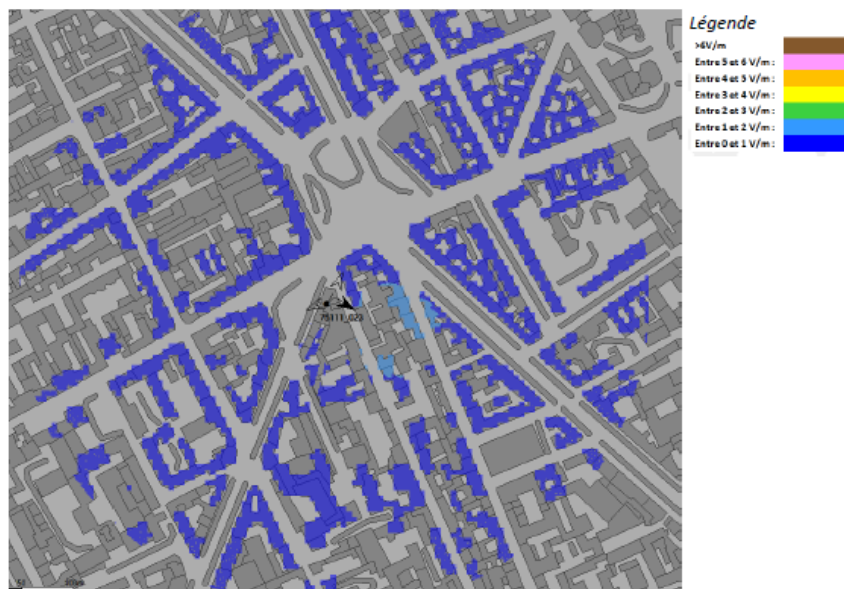 Légende
>6V/m
Entre 5 et 6 V/m :
Entre 4 et 5 V/m :
Entre 3 et 4 V/m :
Entre 2 et 3 V/m :
Entre 1 et 2 V/m :
Entre 0 et 1 V/m :
75111_023